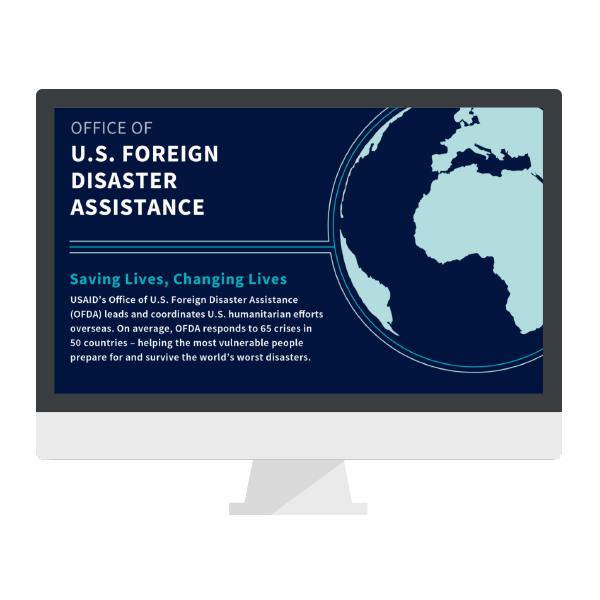 OFFICE OF
U.S. FOREIGN
DISASTER
ASSISTANCE
Saving Lives, Changing Lives
USAID's Office of U.S. Foreign Disaster Assistance
(OFDA) leads and coordinates U.S. humanitarian efforts
overseas. On average, OFDA responds to 65 crises in
50 countries – helping the most vulnerable people
prepare for and survive the world's worst disasters.